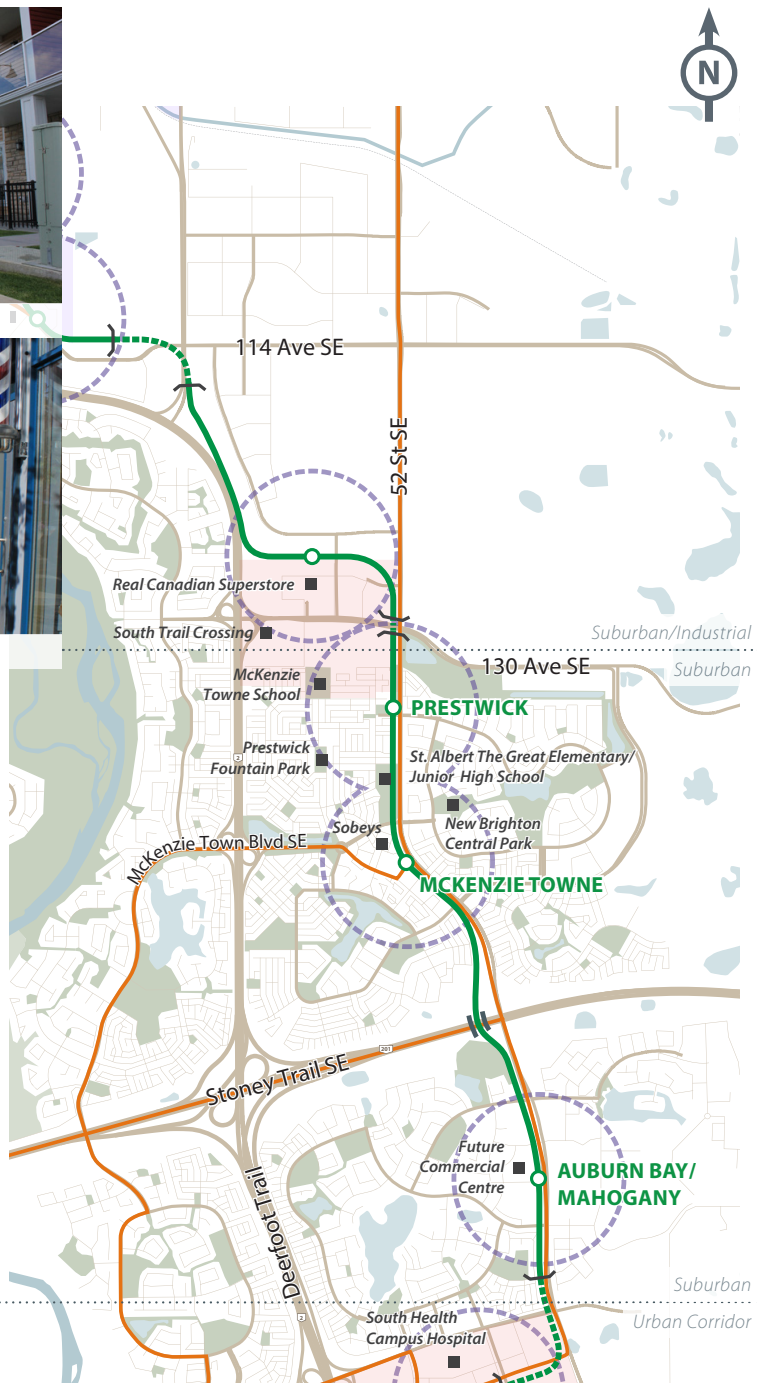 N
114 Ave SE
52 St SE
Real Canadian Superstore
South Trail Crossing
Suburban/Industrial
130 Ave SE
Suburban
McKenzie
Towne School
PRESTWICK
Prestwick
Fountain Park
2
St. Albert The Great Elementary/
Junior High School
Sobeys
New Brighton
Central Park
McKenzie Town Blvd SE
MCKENZIE TOWNE
201
Stoney Trail SE
Future
Commercial
Centre
AUBURN BAY/
MAHOGANY
Deerfoot Trail
Suburban
2
South Health
Campus Hospital
Urban Corridor